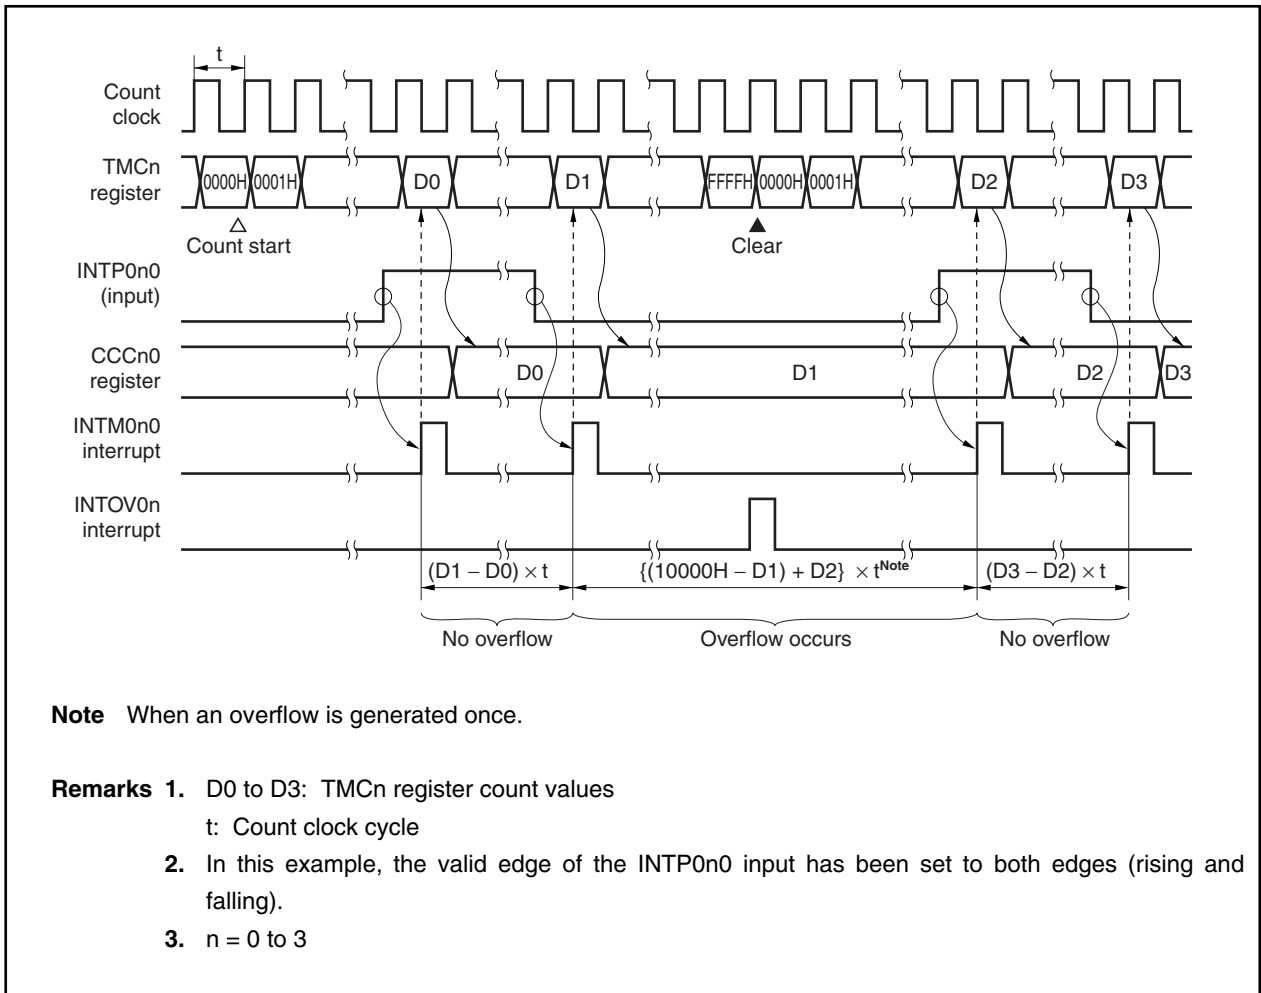 t
Count
clock
TMCn
register
0000H 0001H D0 D1 FFFFH 0000H 0001H D2 D3
Count start
Clear
INTP0n0
(input)
CCCn0
register
D0 D1 D2 D3
INTM0n0
interrupt
INTOV0n
interrupt
(D1 − D0) × t {(10000H − D1) + D2} × tNote (D3 − D2) × t
No overflow Overflow occurs No overflow
Note When an overflow is generated once.
Remarks 1. D0 to D3: TMCn register count values
t: Count clock cycle
2. In this example, the valid edge of the INTP0n0 input has been set to both edges (rising and
falling).
3. n = 0 to 3